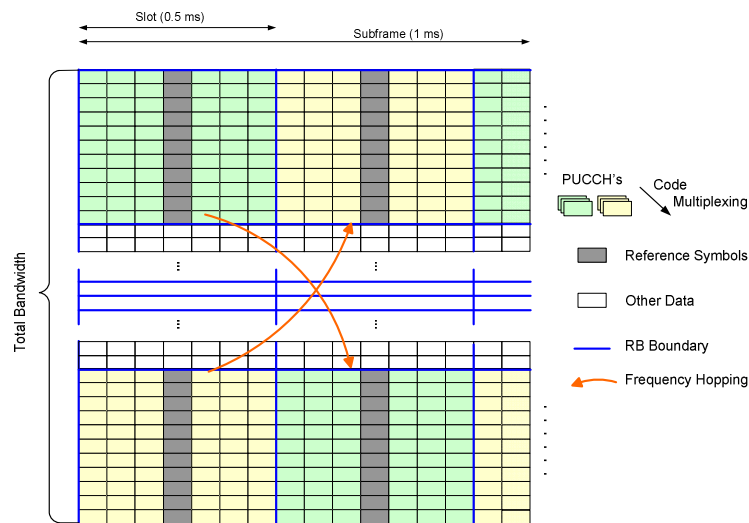 Slot (0.5 ms)
Subframe (1 ms)
Total Bandwidth
PUCCH's
Code
Multiplexing
Reference Symbols
Other Data
RB Boundary
Frequency Hopping